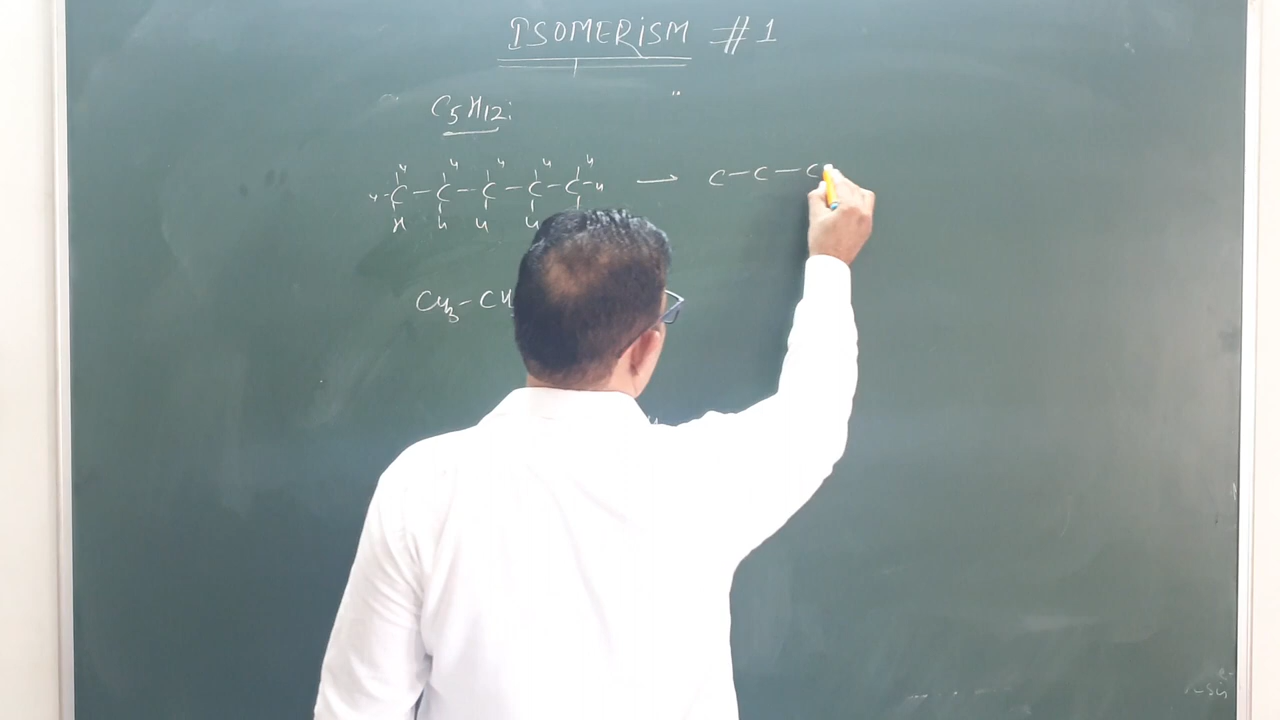 ISOMERiSM #1
C5H12:
H H H H H
H-C-C-C-C-C-H → C-C-C
H H H H
CH3-CH